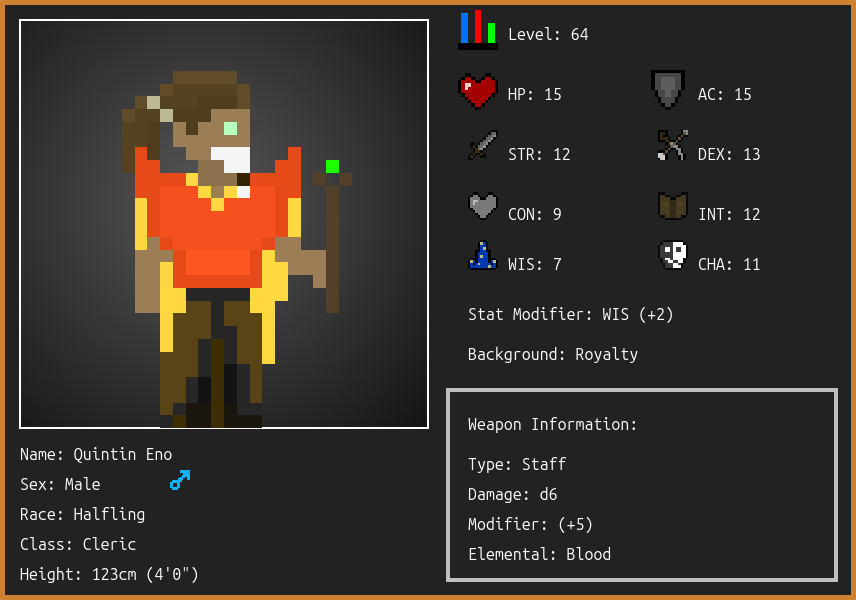 Level: 64
HP: 15
AC: 15
STR: 12
DEX: 13
CON: 9
INT: 12
WIS: 7
CHA: 11
Stat Modifier: WIS (+2)
Background: Royalty
Weapon Information:
Type: Staff
Damage: d6
Modifier: (+5)
Elemental: Blood
Name: Quintin Eno
Sex: Male
Race: Halfling
Class: Cleric
Height: 123cm (4'0")